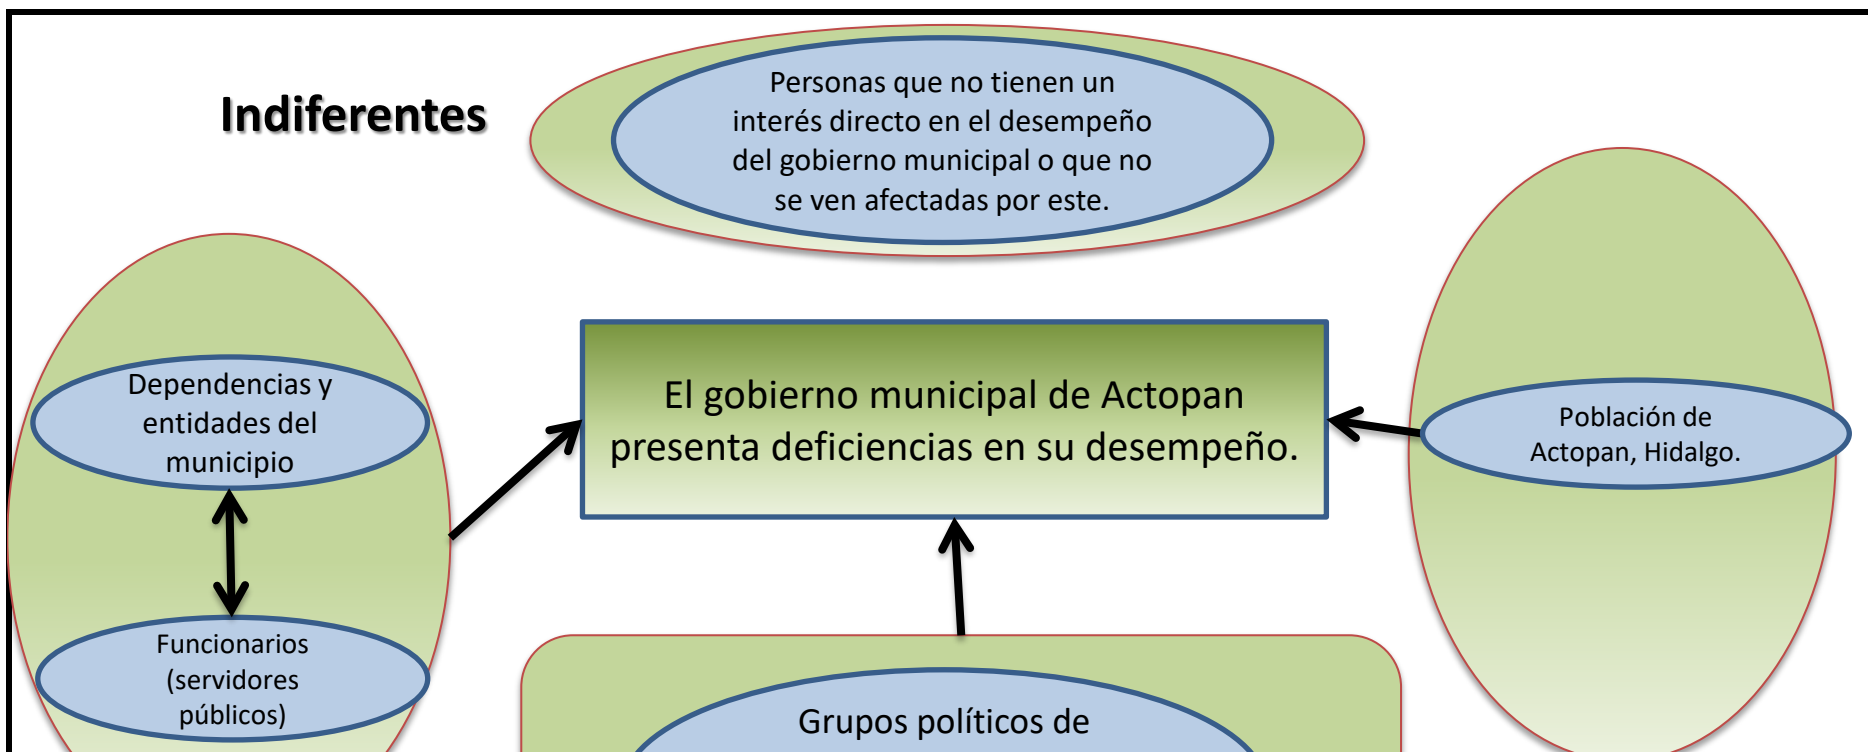 Indiferentes
Personas que no tienen un
interés directo en el desempeño
del gobierno municipal o que no
se ven afectadas por este.
El gobierno municipal de Actopan
presenta deficiencias en su desempeño.
Dependencias y
entidades del
municipio
Población de
Actopan, Hidalgo.
Funcionarios
(servidores
públicos)
Grupos políticos de